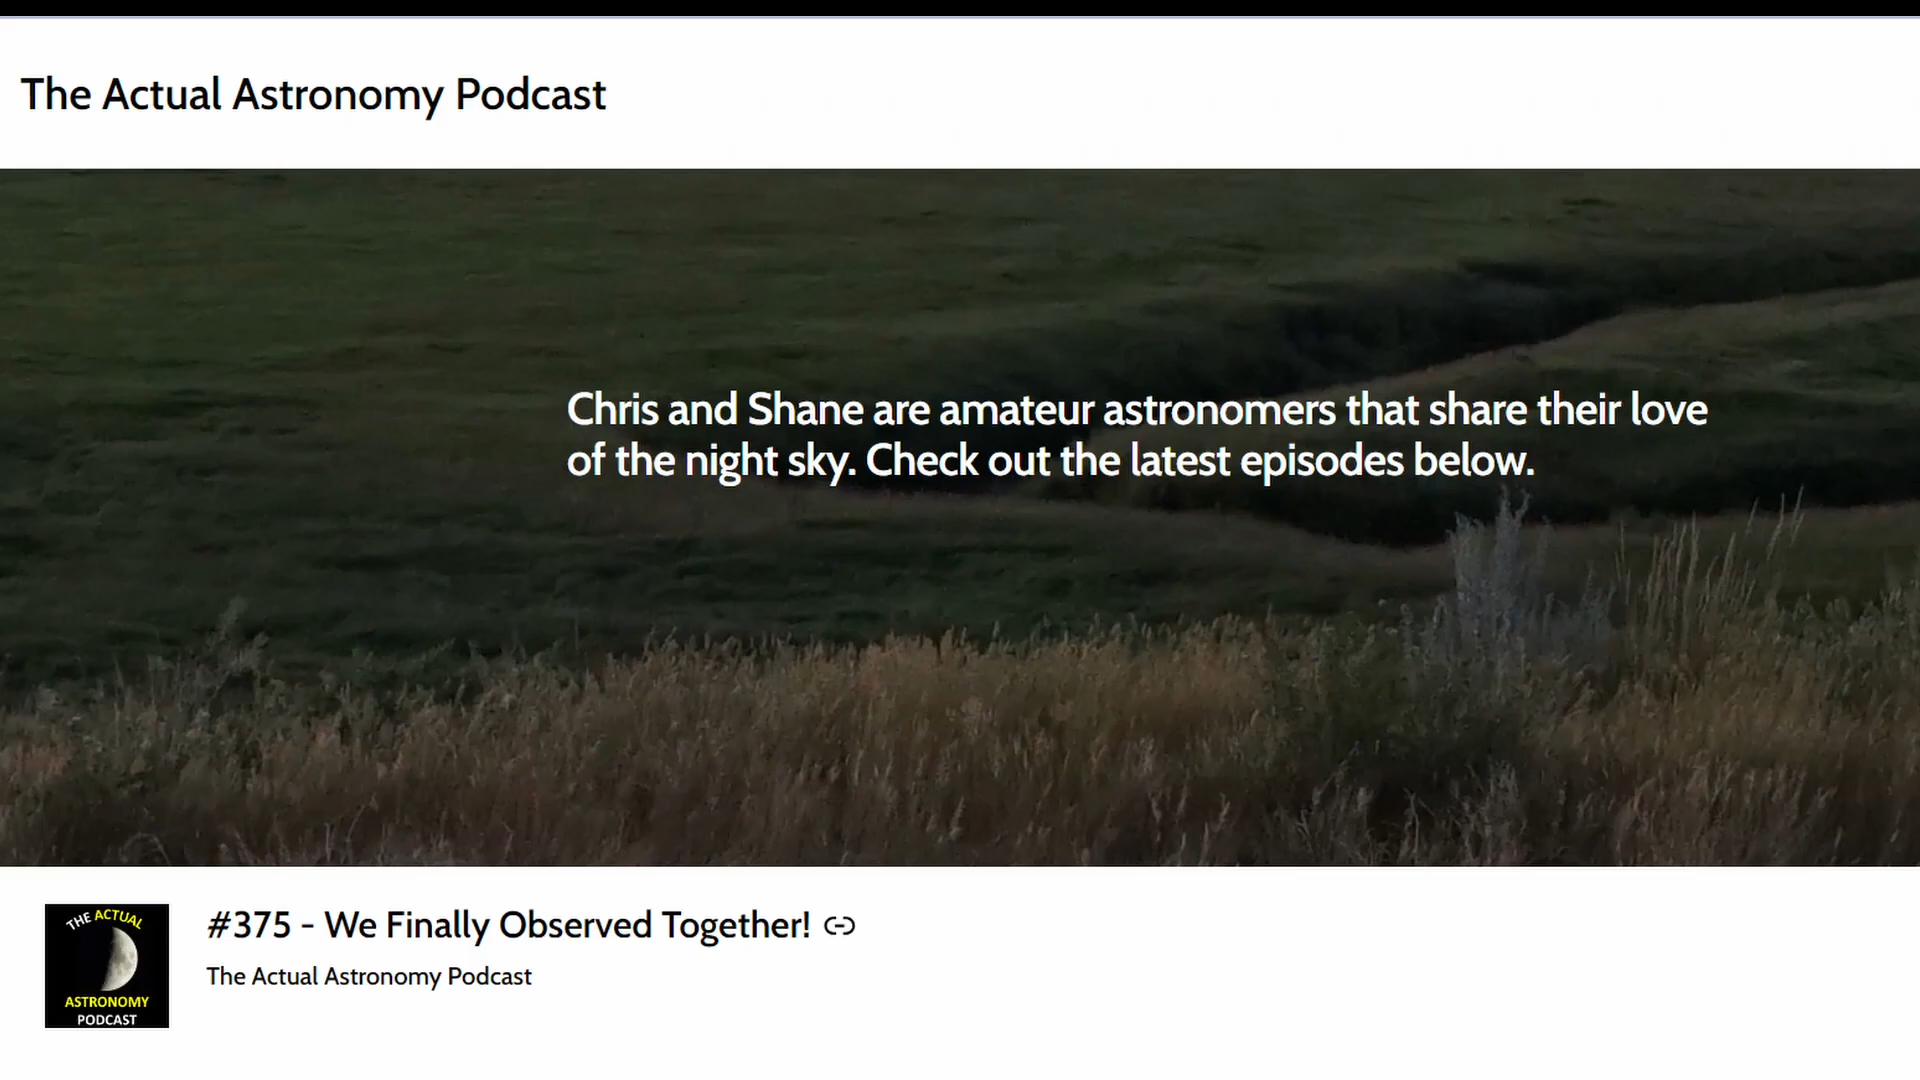 The Actual Astronomy Podcast
Chris and Shane are amateur astronomers that share their love
of the night sky. Check out the latest episodes below.
THE ACTUAL
ASTRONOMY
PODCAST
#375 - We Finally Observed Together!
The Actual Astronomy Podcast